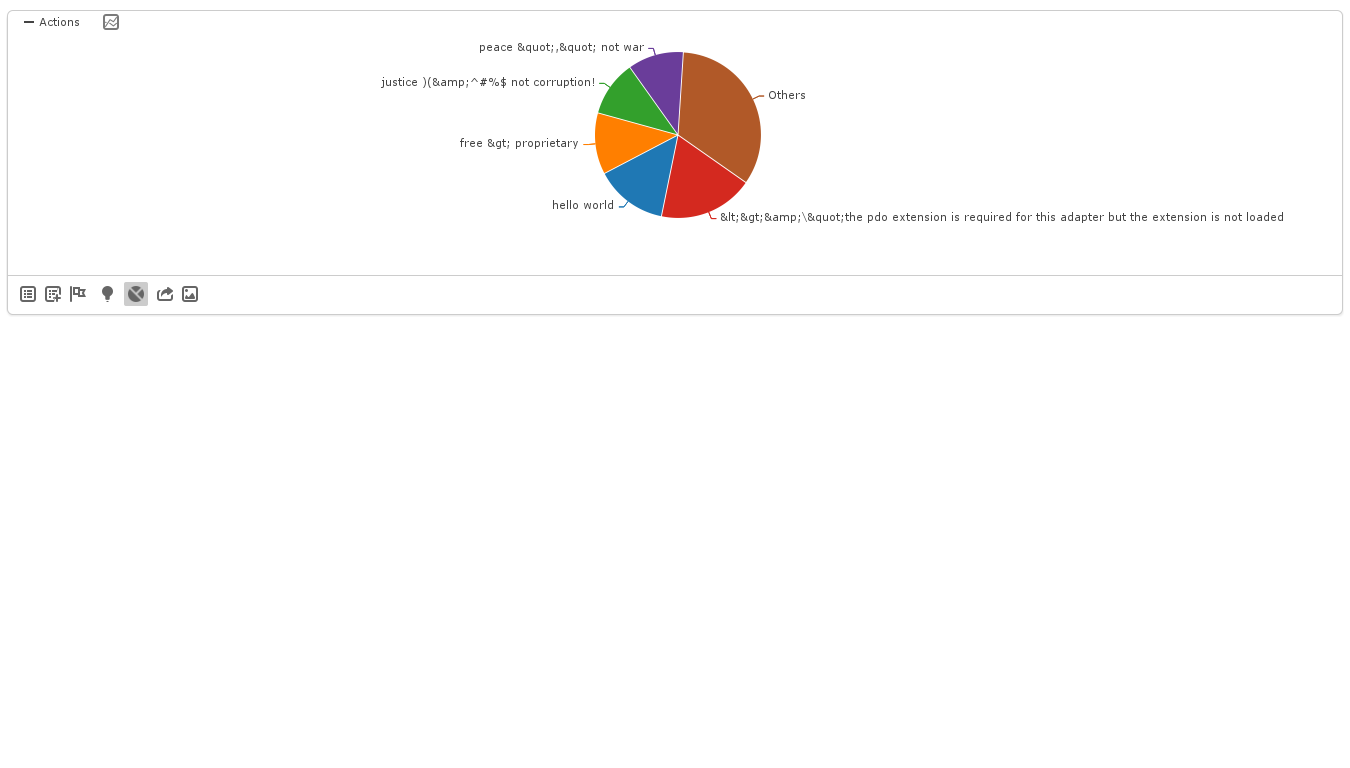 Actions
peace &quot;,&quot; not war
justice )(&amp;^#%$ not corruption!
Others
free &gt; proprietary
hello world
&lt;&gt;&amp;\&quot;the pdo extension is required for this adapter but the extension is not loaded